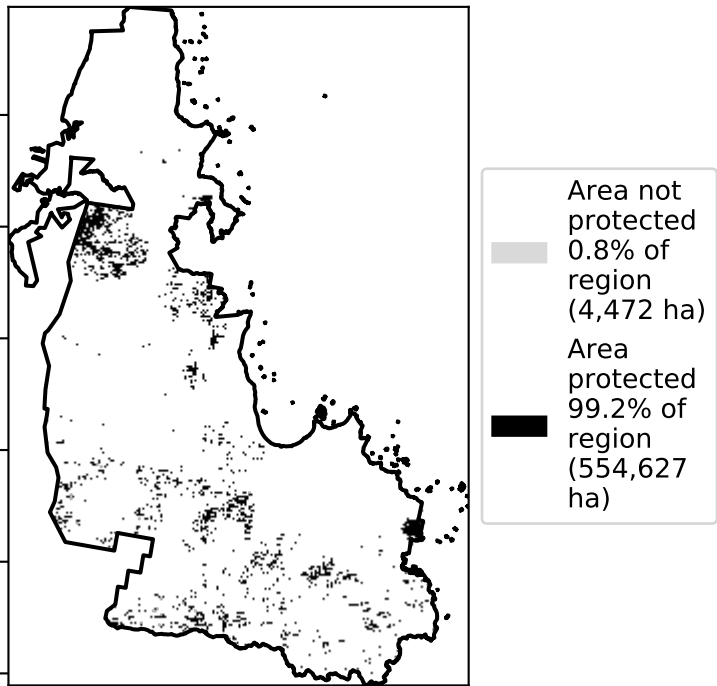 Area not
protected
0.8% of
region
(4,472 ha)
Area
protected
99.2% of
region
(554,627
ha)